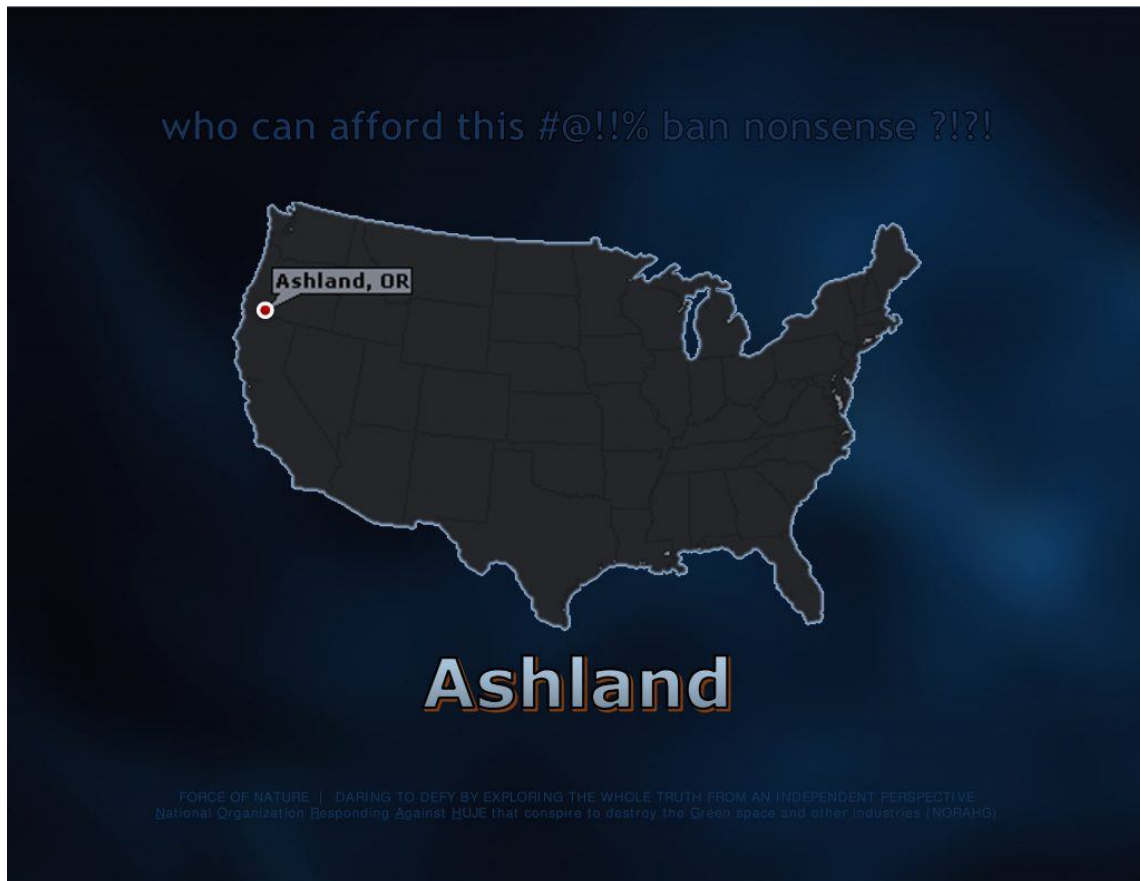 who can afford this #@!!% ban nonsense ?!?!
Ashland, OR
Ashland
FORCE OF NATURE | DARING TO DEFY BY EXPLORING THE WHOLE TRUTH FROM AN INDEPENDENT PERSPECTIVE
National Organization Responding Against HUJE that conspire to destroy the Green space and other industries (NORAHG)